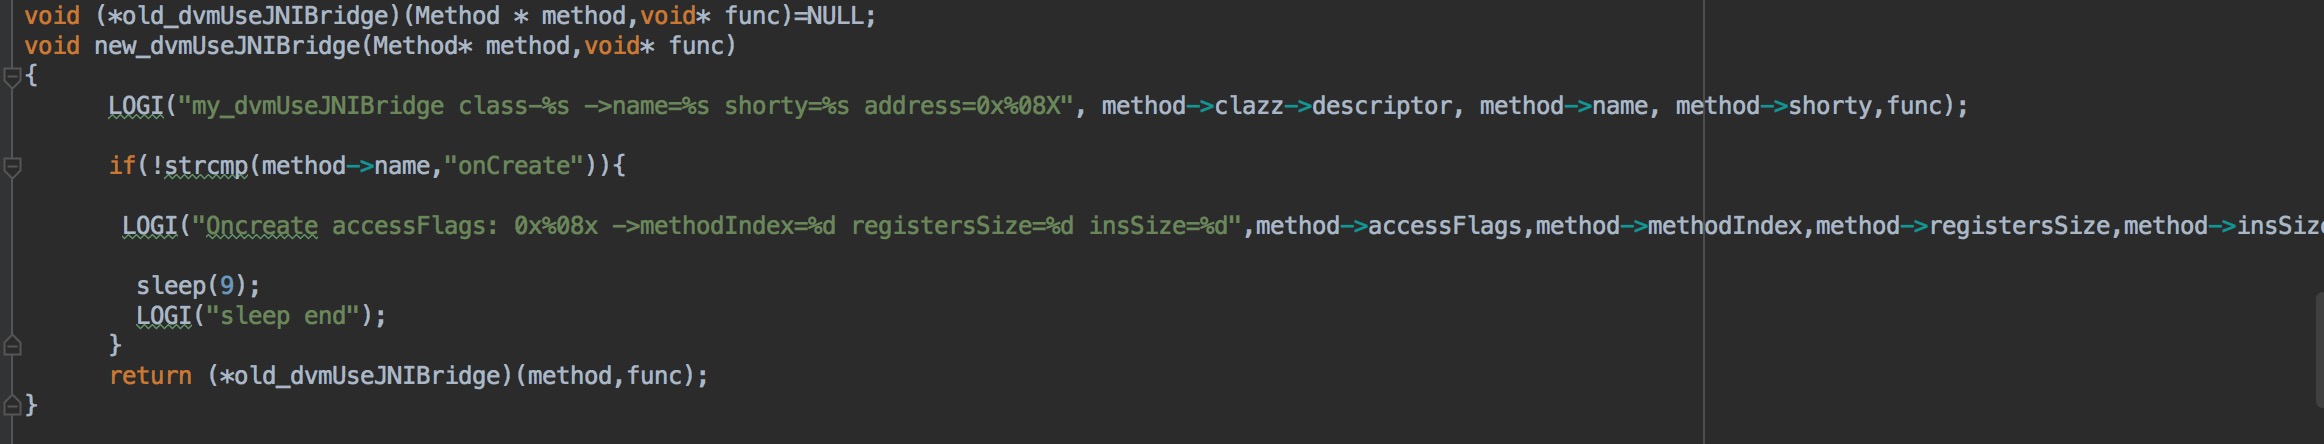 void (*old_dvmUseJNIBridge)(Method * method,void* func)=NULL;
void new_dvmUseJNIBridge(Method* method,void* func)
{
LOGI("my_dvmUseJNIBridge class-%s ->name=%s shorty=%s address=0x%08X", method->clazz->descriptor, method->name, method->shorty,func);
if(!strcmp(method->name,"onCreate")){
LOGI("Oncreate accessFlags: 0x%08x ->methodIndex=%d registersSize=%d insSize=%d",method->accessFlags,method->methodIndex,method->registersSize,method->insSize
sleep(9);
LOGI("sleep end");
}
return (*old_dvmUseJNIBridge)(method,func);
}